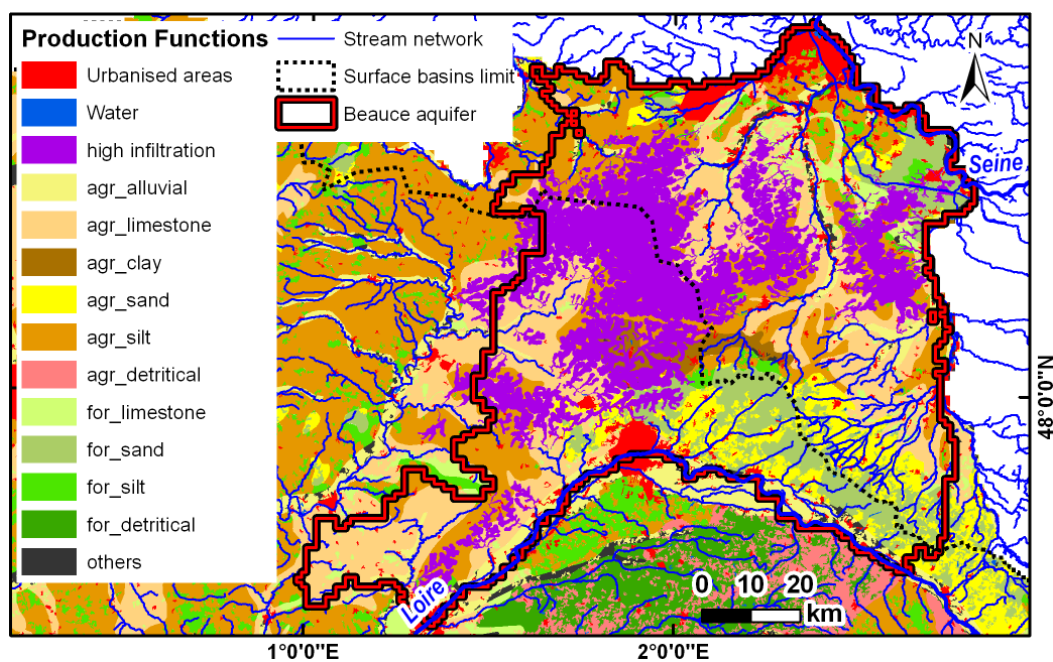 Production Functions
Urbanised areas
Water
high infiltration
agr_alluvial
agr_limestone
agr_clay
agr_sand
agr_silt
agr_detritical
for_limestone
for_sand
for_silt
for_detritical
others
Stream network
Surface basins limit
Beauce aquifer
N
Seine
48°0'0"N
Loire
0 10 20
km
1°0'0"E
2°0'0"E